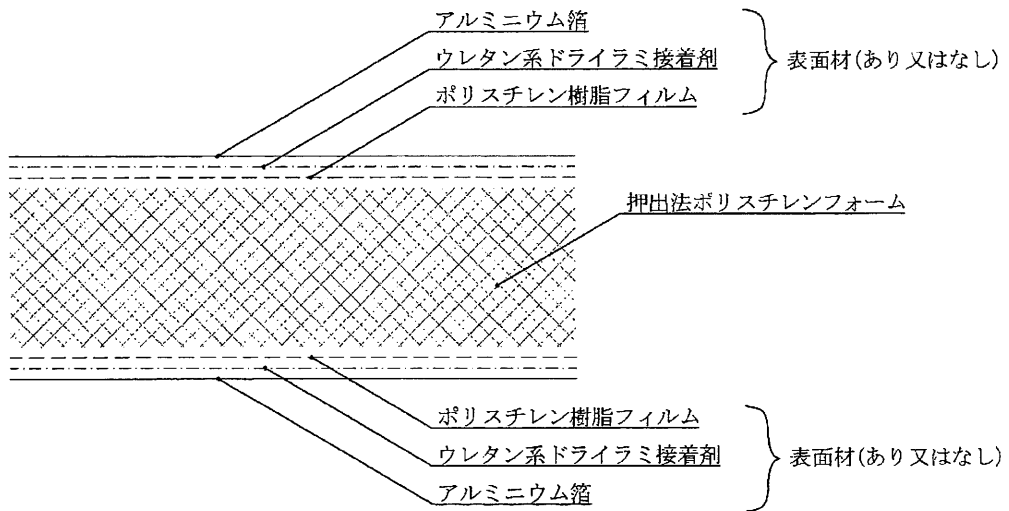 アルミニウム箔
ウレタン系ドライラミ接着剤
ポリスチレン樹脂フィルム
表面材(あり又はなし)
押出法ポリスチレンフォーム
ポリスチレン樹脂フィルム
ウレタン系ドライラミ接着剤
アルミニウム箔
表面材(あり又はなし)